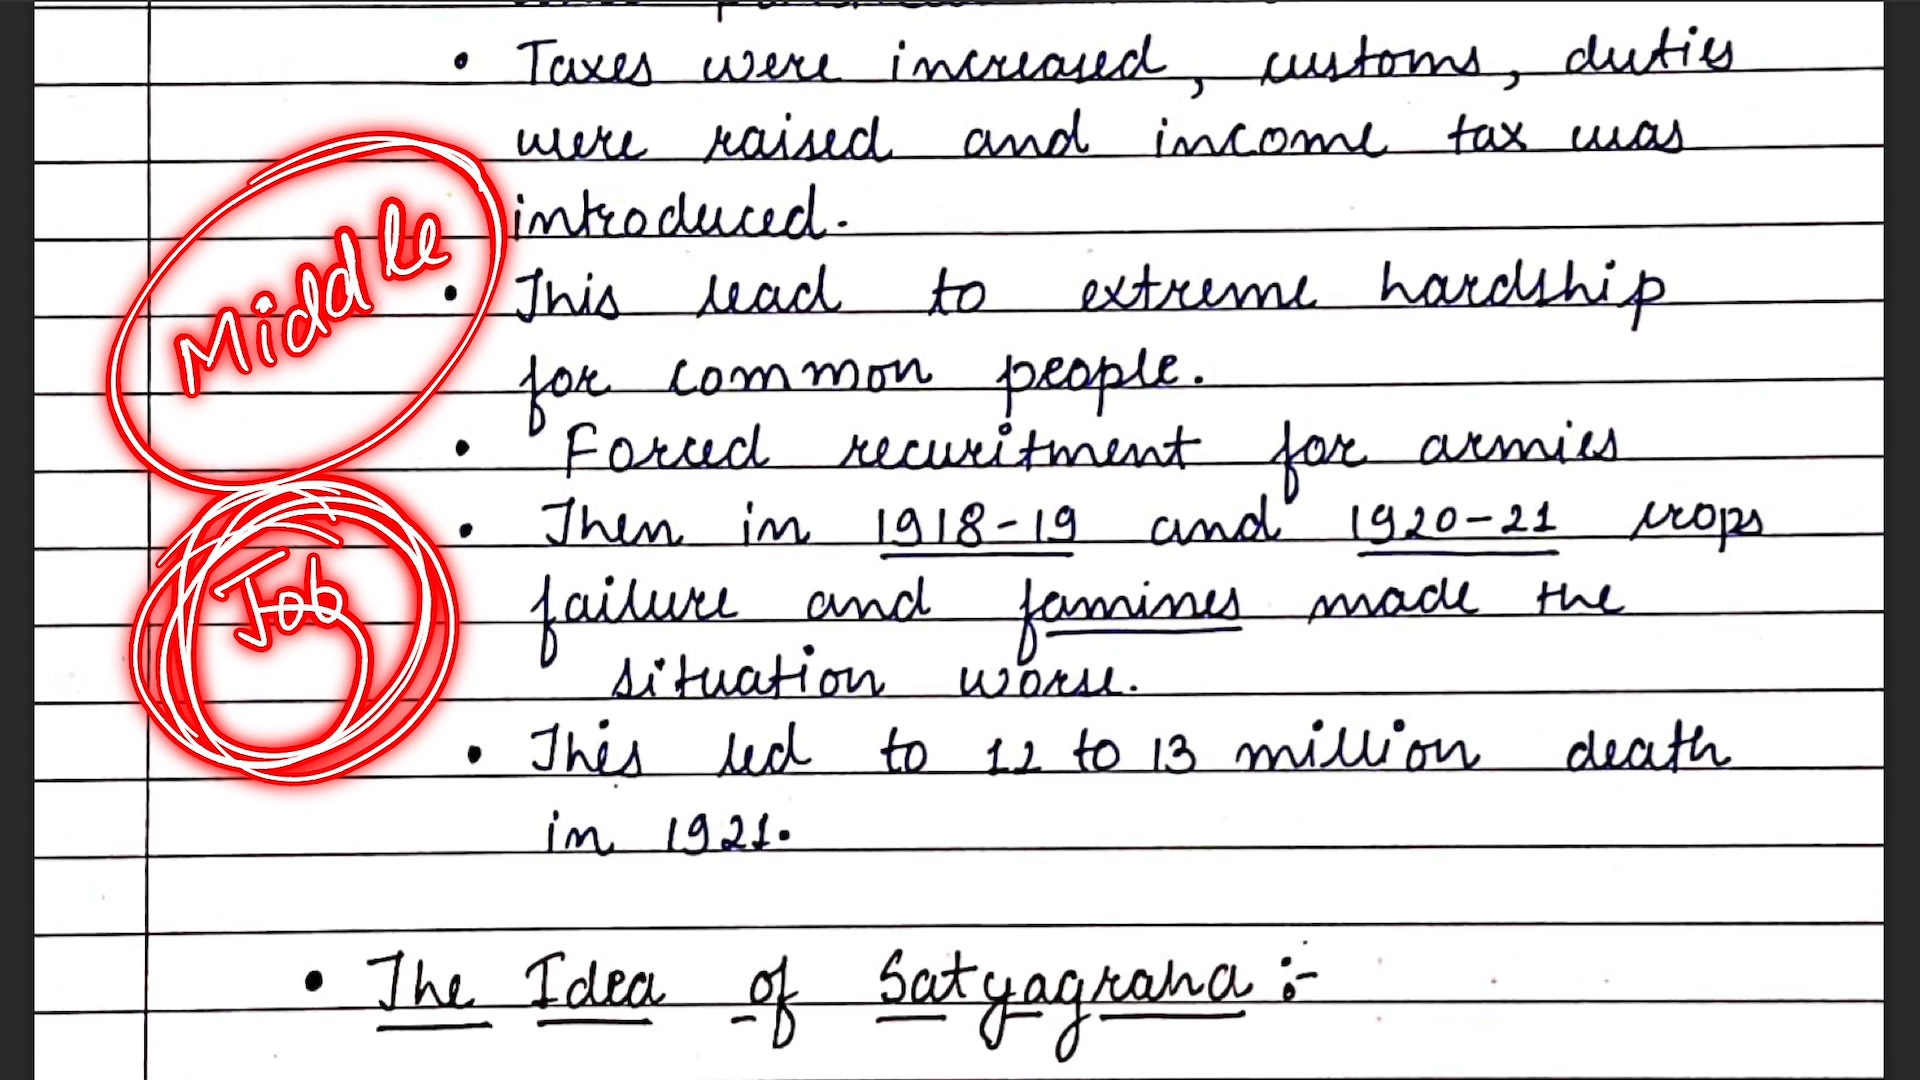 • Taxes were increased, customs, duties
were raised and income tax was
introduced.
Middle
• This lead to extreme hardship
for common people.
• Forced recuritment for armies
• Then in 1918-19 and 1920-21 crops
Job
failure and famines made the
situation worse.
• This led to 12 to 13 million death
in 1921.
• The Idea of Satyagraha :-